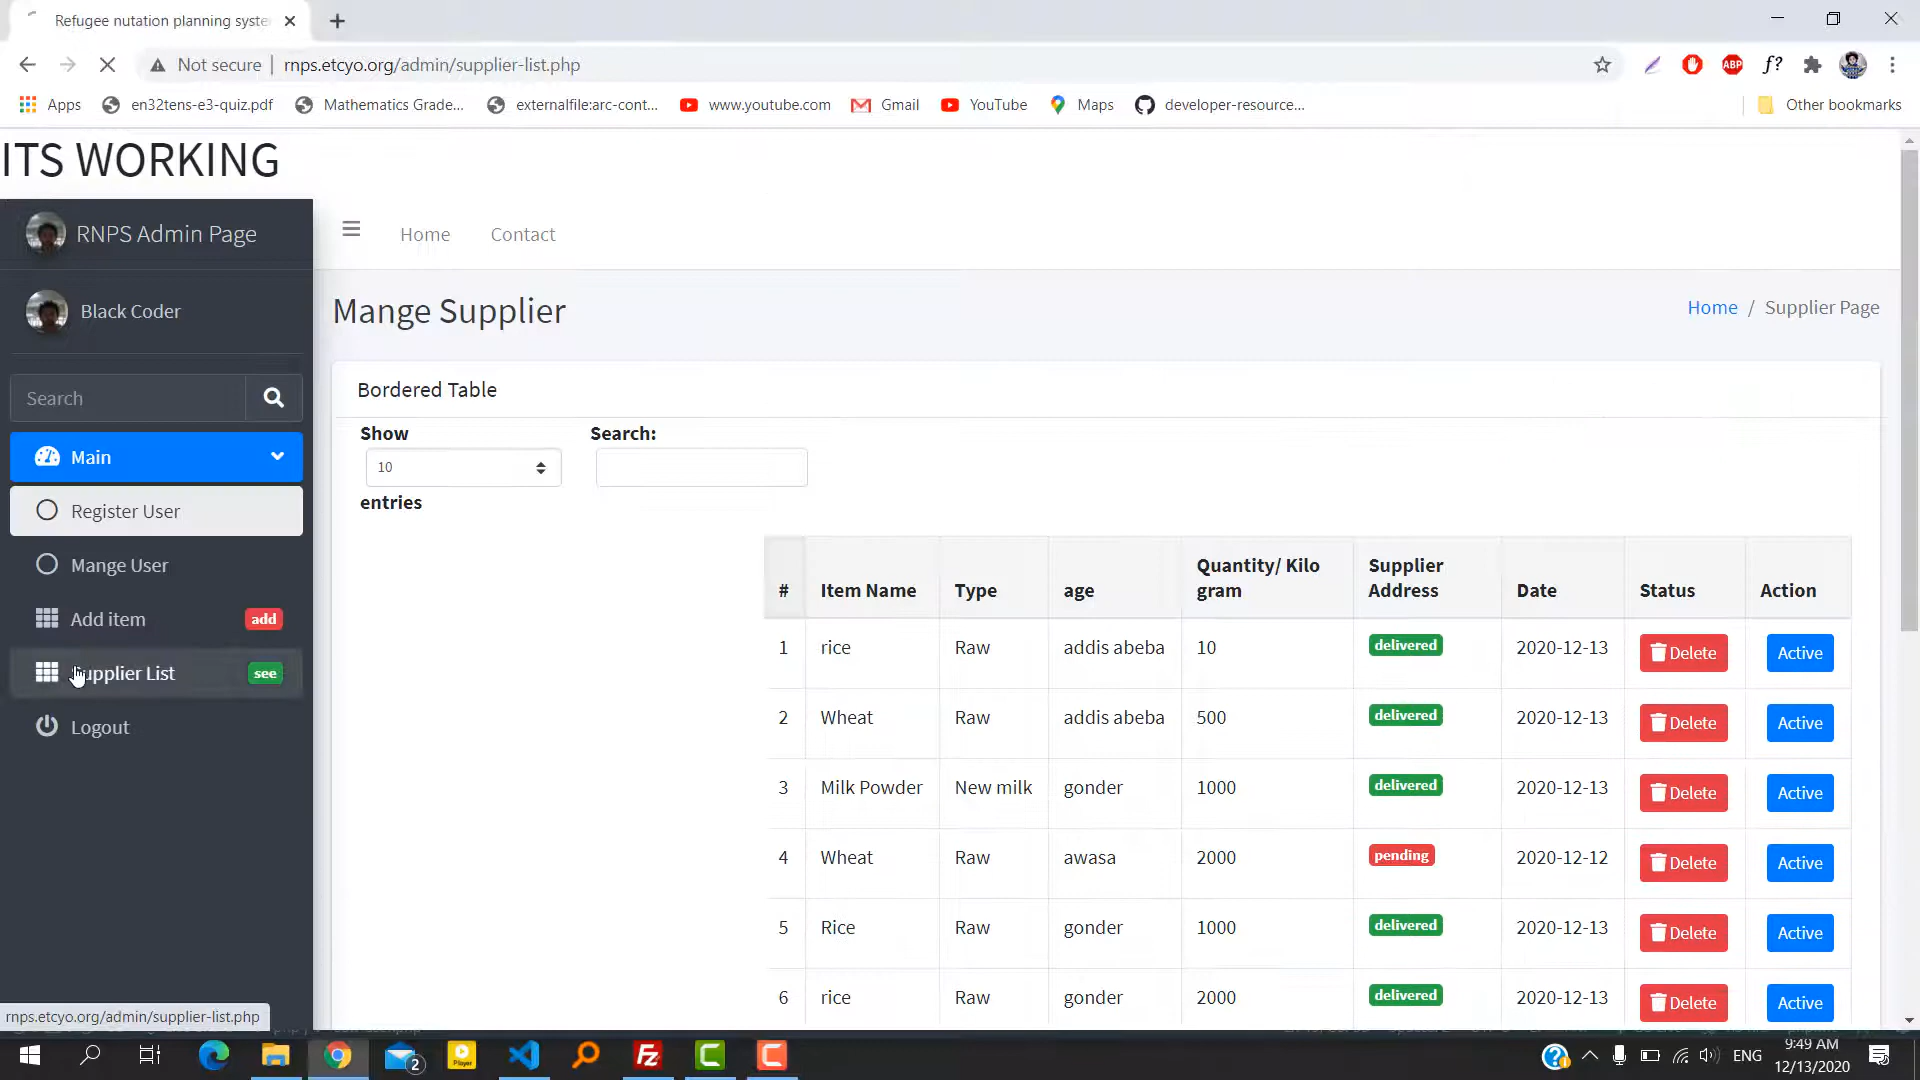 Refugee nutation planning syste
Not secure | rnps.etcyo.org/admin/supplier-list.php
ABP
f?
Apps en32tens-e3-quiz.pdf Mathematics Grade... externalfile:arc-cont... www.youtube.com Gmail YouTube Maps developer-resource... Other bookmarks
ITS WORKING
RNPS Admin Page
Home Contact
Black Coder
Mange Supplier
Home / Supplier Page
Search
Main
Register User
Mange User
Add item add
Supplier List see
Logout
Bordered Table
Show Search:
10
entries
# Item Name Type age Quantity/ Kilo gram Supplier Address Date Status Action
1 rice Raw addis abeba 10 delivered 2020-12-13 Delete Active
2 Wheat Raw addis abeba 500 delivered 2020-12-13 Delete Active
3 Milk Powder New milk gonder 1000 delivered 2020-12-13 Delete Active
4 Wheat Raw awasa 2000 pending 2020-12-12 Delete Active
5 Rice Raw gonder 1000 delivered 2020-12-13 Delete Active
6 rice Raw gonder 2000 delivered 2020-12-13 Delete Active
rnps.etcyo.org/admin/supplier-list.php
2
Player
ENG
9:49 AM
12/13/2020